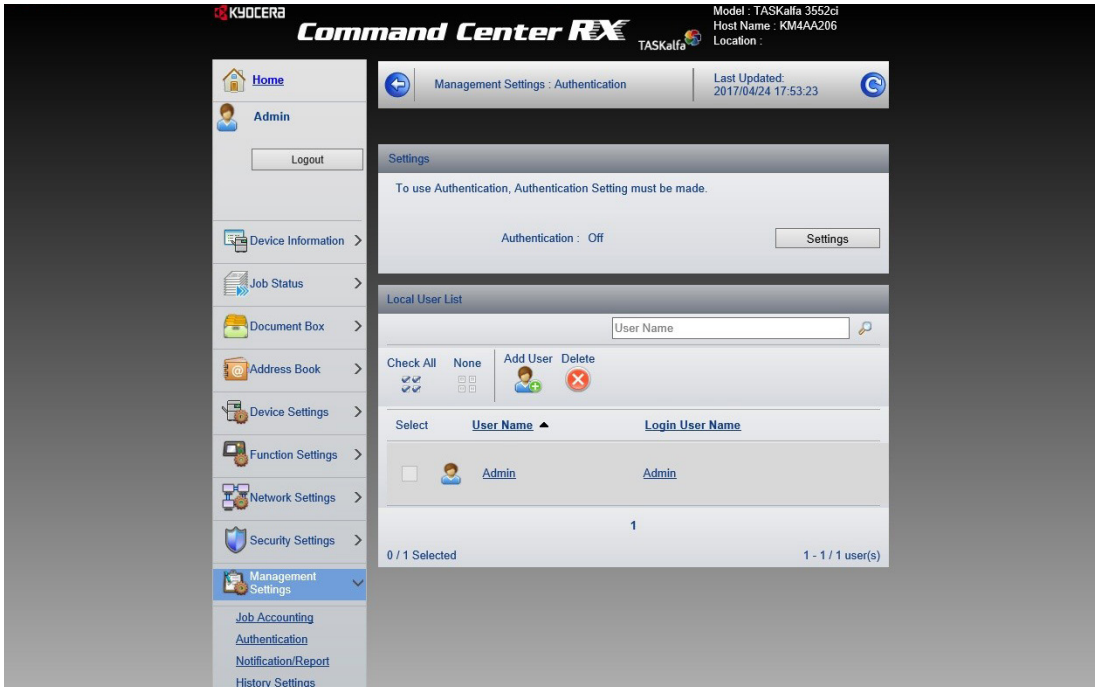 KYOCERA
Command Center RX
TASKalfa
Model : TASKalfa 3552ci
Host Name : KM4AA206
Location :
Home
Admin
Logout
Device Information
Job Status
Document Box
Address Book
Device Settings
Function Settings
Network Settings
Security Settings
Management
Settings
Job Accounting
Authentication
Notification/Report
History Settings
Management Settings : Authentication
Last Updated:
2017/04/24 17:53:23
Settings
To use Authentication, Authentication Setting must be made.
Authentication : Off
Settings
Local User List
User Name
Check All None Add User Delete
Select User Name Login User Name
Admin Admin
1
0 / 1 Selected 1 - 1 / 1 user(s)